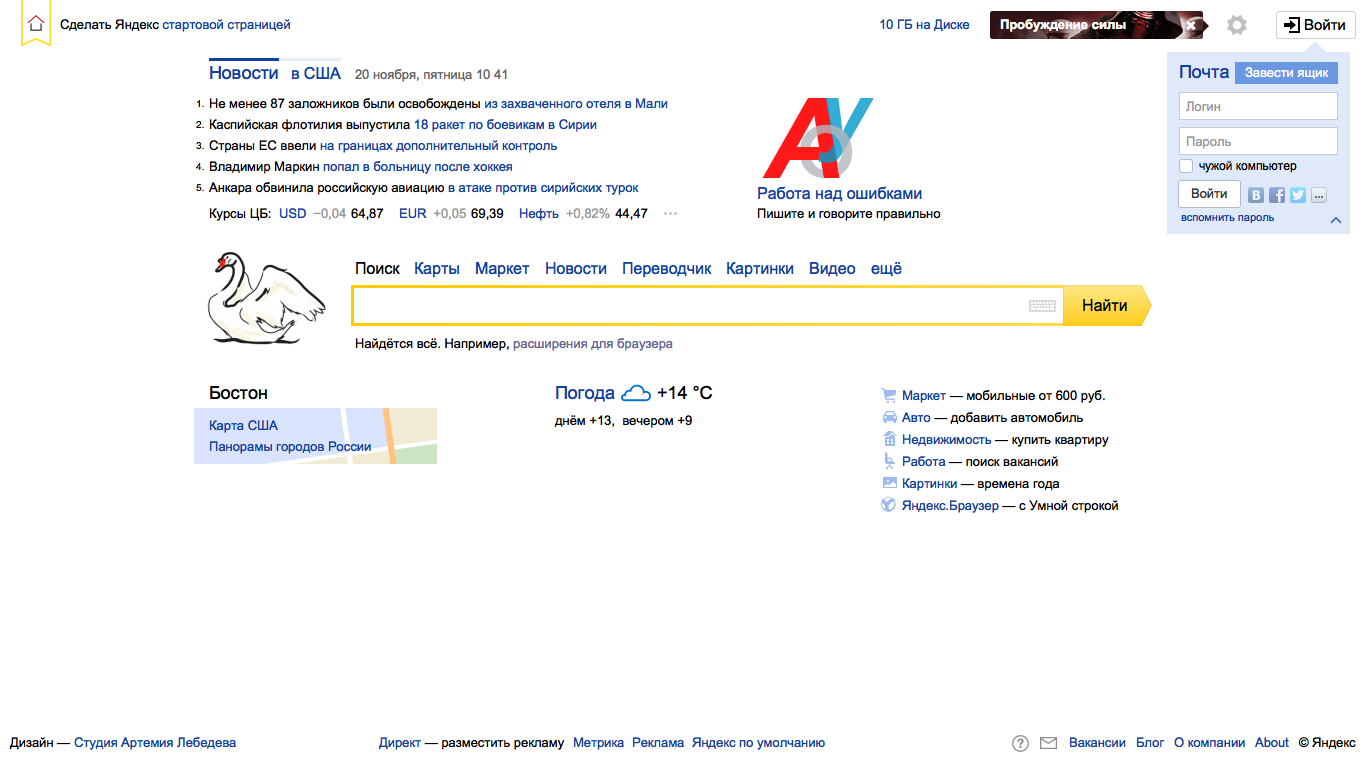 Сделать Яндекс стартовой страницей
10 ГБ на Диске
Пробуждение силы
Войти
Новости в США 20 ноября, пятница 10 41
1. Не менее 87 заложников были освобождены из захваченного отеля в Мали
2. Каспийская флотилия выпустила 18 ракет по боевикам в Сирии
3. Страны ЕС ввели на границах дополнительный контроль
4. Владимир Маркин попал в больницу после хоккея
5. Анкара обвинила российскую авиацию в атаке против сирийских турок
Курсы ЦБ: USD −0,04 64,87 EUR +0,05 69,39 Нефть +0,82% 44,47 ...
Работа над ошибками
Пишите и говорите правильно
Почта Завести ящик
Логин
Пароль
чужой компьютер
Войти
вспомнить пароль
Поиск Карты Маркет Новости Переводчик Картинки Видео ещё
Найти
Найдётся всё. Например, расширения для браузера
Бостон
Карта США
Панорамы городов России
Погода +14 °C
днём +13, вечером +9
Маркет — мобильные от 600 руб.
Авто — добавить автомобиль
Недвижимость — купить квартиру
Работа — поиск вакансий
Картинки — времена года
Яндекс.Браузер — с Умной строкой
Дизайн — Студия Артемия Лебедева
Директ — разместить рекламу Метрика Реклама Яндекс по умолчанию
Вакансии Блог О компании About © Яндекс